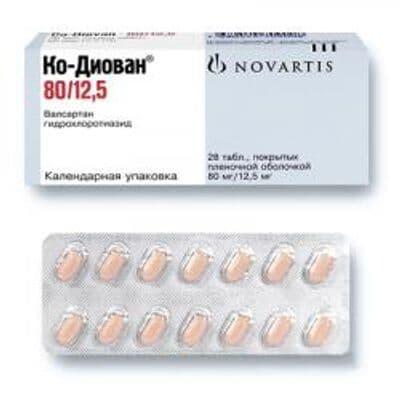 Ко-Диован®
80/12,5
Валсартан
гидрохлоротиазид
Календарная упаковка
NOVARTIS
28 табл., покрытых
пленочной оболочкой
80 мг/12,5 мг